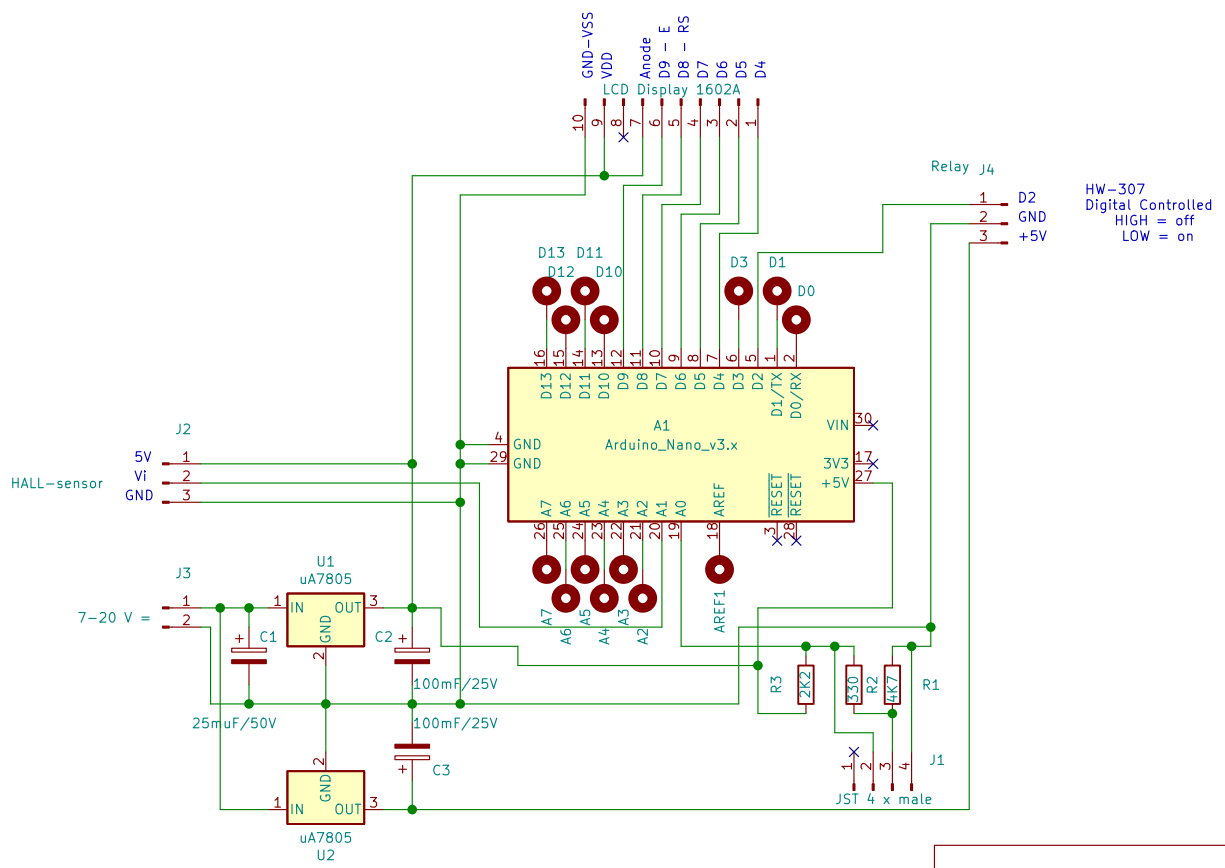 GND-VSS
VDD
Anode
D9 - E
D8 - RS
D7
D6
D5
D4
LCD Display 1602A
10
9
8
7
6
5
4
3
2
1
Relay J4
1 D2
2 GND
3 +5V
HW-307
Digital Controlled
HIGH = off
LOW = on
D13
D11
D12
D10
D3
D1
D0
16
15
14
13
12
11
10
9
8
7
6
5
1
2
D13
D12
D11
D10
D9
D8
D7
D6
D5
D4
D3
D2
D1/TX
D0/RX
A1
Arduino_Nano_v3.x
4 GND
29 GND
VIN 30
3V3 17
+5V 27
A7
A6
A5
A4
A3
A2
A1
A0
AREF
RESET
RESET
26
25
24
23
22
21
20
19
18
3
28
A7
A6
A5
A4
A3
A2
AREF1
J2
5V 1
Vi 2
GND 3
HALL-sensor
J3
1
2
7-20 V =
U1
uA7805
1 IN
OUT 3
GND
2
+ C1
25muF/50V
C2 +
100mF/25V
100mF/25V
+ C3
2
GND
1 IN
OUT 3
uA7805
U2
R3
2K2
330
R2
4K7
R1
1
2
3
4
J1
JST 4 x male